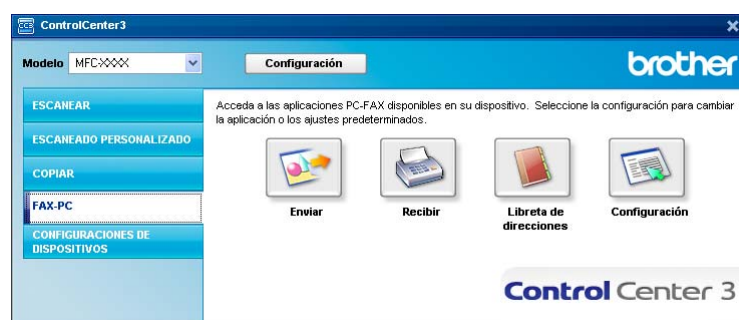 ControlCenter3
Modelo MFC-XXXX Configuración brother
ESCANEAR
ESCANEADO PERSONALIZADO
COPIAR
FAX-PC
CONFIGURACIONES DE
DISPOSITIVOS
Acceda a las aplicaciones PC-FAX disponibles en su dispositivo. Seleccione la configuración para cambiar
la aplicación o los ajustes predeterminados.
Enviar
Recibir
Libreta de
direcciones
Configuración
Control Center 3